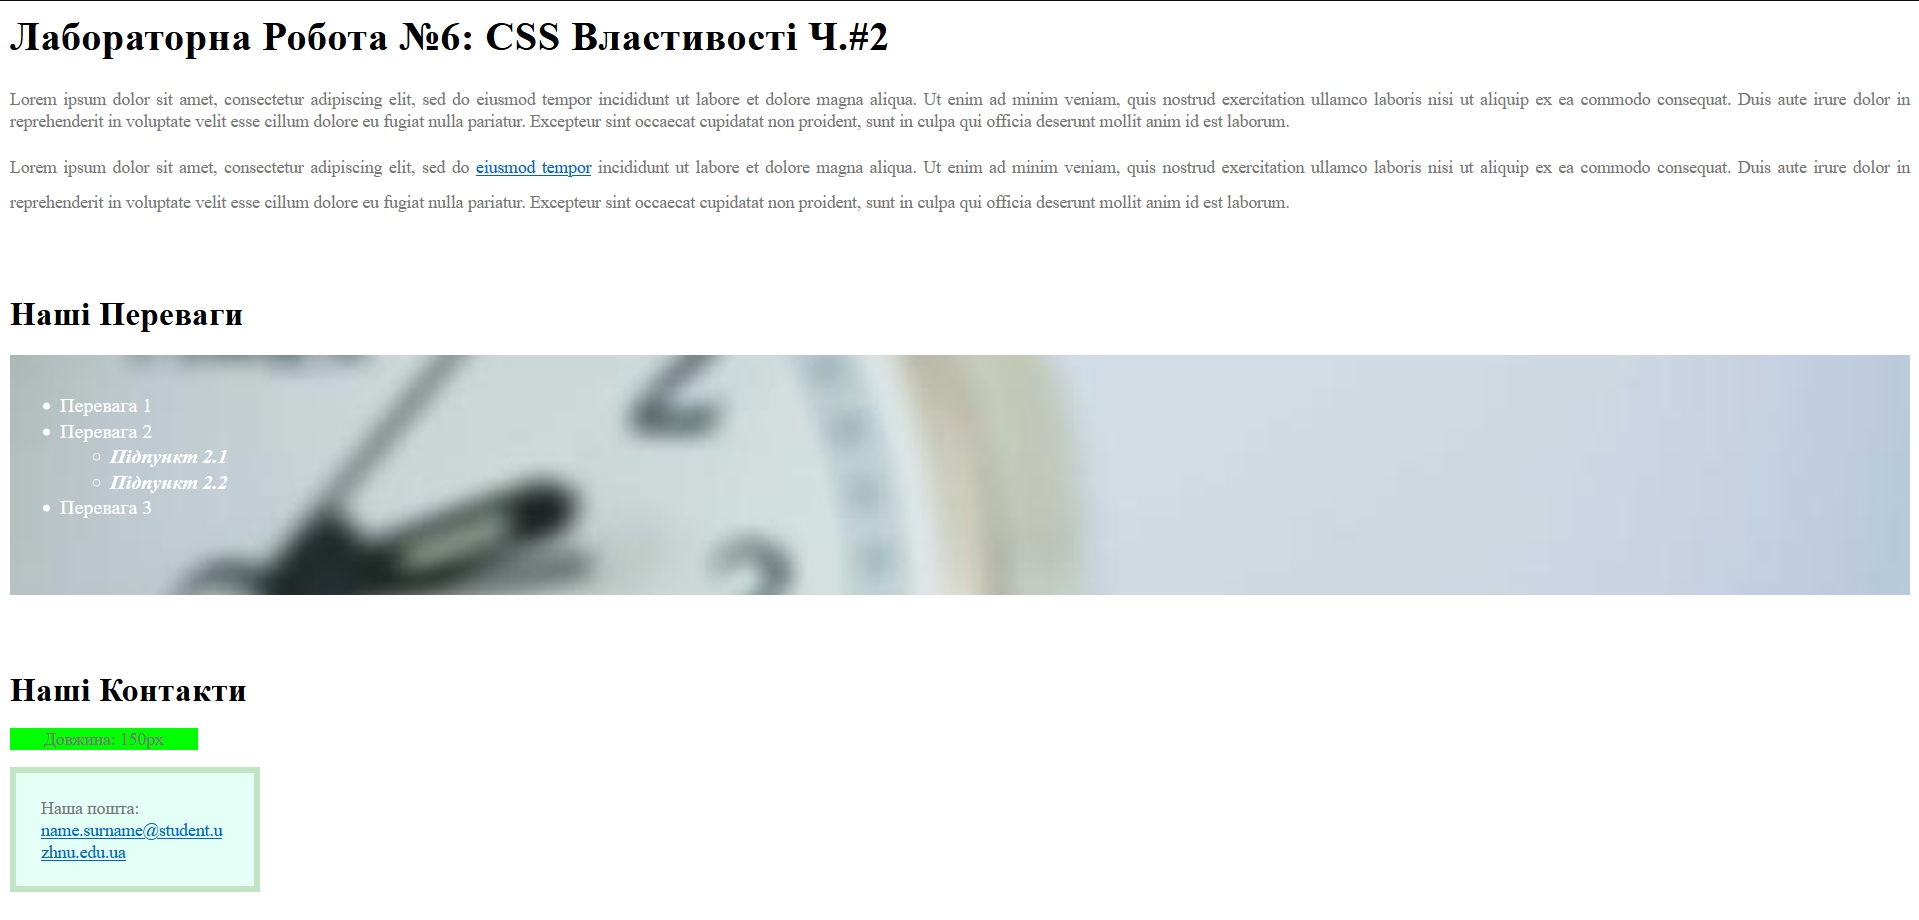 Лабораторна Робота №6: CSS Властивості Ч.#2
Lorem ipsum dolor sit amet, consectetur adipiscing elit, sed do eiusmod tempor incididunt ut labore et dolore magna aliqua. Ut enim ad minim veniam, quis nostrud exercitation ullamco laboris nisi ut aliquip ex ea commodo consequat. Duis aute irure dolor in
reprehenderit in voluptate velit esse cillum dolore eu fugiat nulla pariatur. Excepteur sint occaecat cupidatat non proident, sunt in culpa qui officia deserunt mollit anim id est laborum.
Lorem ipsum dolor sit amet, consectetur adipiscing elit, sed do eiusmod tempor incididunt ut labore et dolore magna aliqua. Ut enim ad minim veniam, quis nostrud exercitation ullamco laboris nisi ut aliquip ex ea commodo consequat. Duis aute irure dolor in
reprehenderit in voluptate velit esse cillum dolore eu fugiat nulla pariatur. Excepteur sint occaecat cupidatat non proident, sunt in culpa qui officia deserunt mollit anim id est laborum.
Наші Переваги
Перевага 1
Перевага 2
Підпункт 2.1
Підпункт 2.2
Перевага 3
2
3
Наші Контакти
Довжина: 150px
Наша пошта:
name.surname@student.u
zhnu.edu.ua